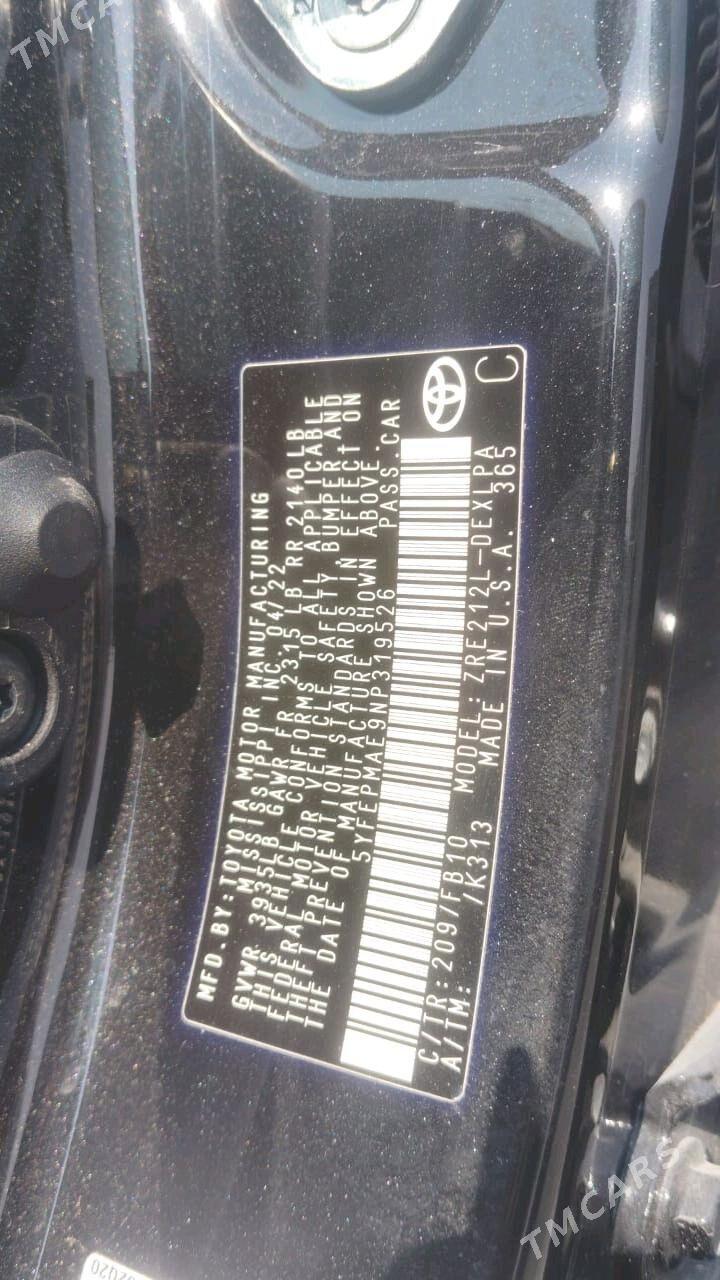 TMCARS
MFD.BY:TOYOTA MOTOR MANUFACTURING
MISSISSIPPI INC. 04/22
GVWR 3935LB GAWR FR 2315 LB RR 2140LB
THIS VEHICLE CONFORMS TO ALL APPLICABLE
FEDERAL MOTOR VEHICLE SAFETY BUMPER AND
THEFT PREVENTION STANDARDS IN EFFECT ON
THE DATE OF MANUFACTURE SHOWN ABOVE.
5YFEPMAE9NP319526 PASS.CAR
C/TR:209/FB10 MODEL:ZRE212L-DEXLPA
A/TM: /K313 MADE IN U.S.A. 365 C
TMCARS